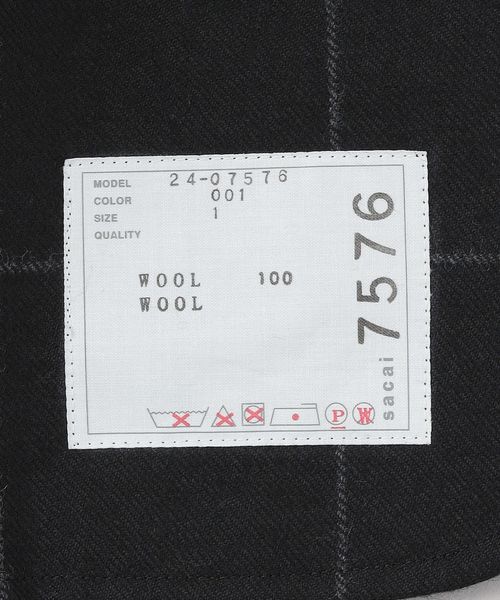 MODEL 24-07576
COLOR 001
SIZE 1
QUALITY
WOOL 100
WOOL
7576
sacai
P
W